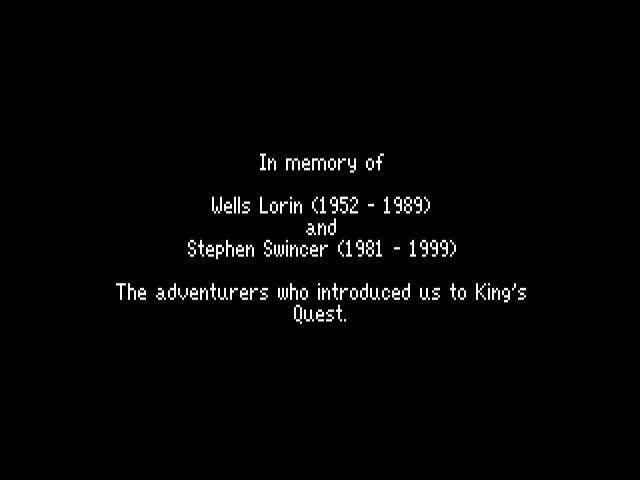 In memory of
Wells Lorin (1952 - 1989)
and
Stephen Swincer (1981 - 1999)
The adventurers who introduced us to King's
Quest.